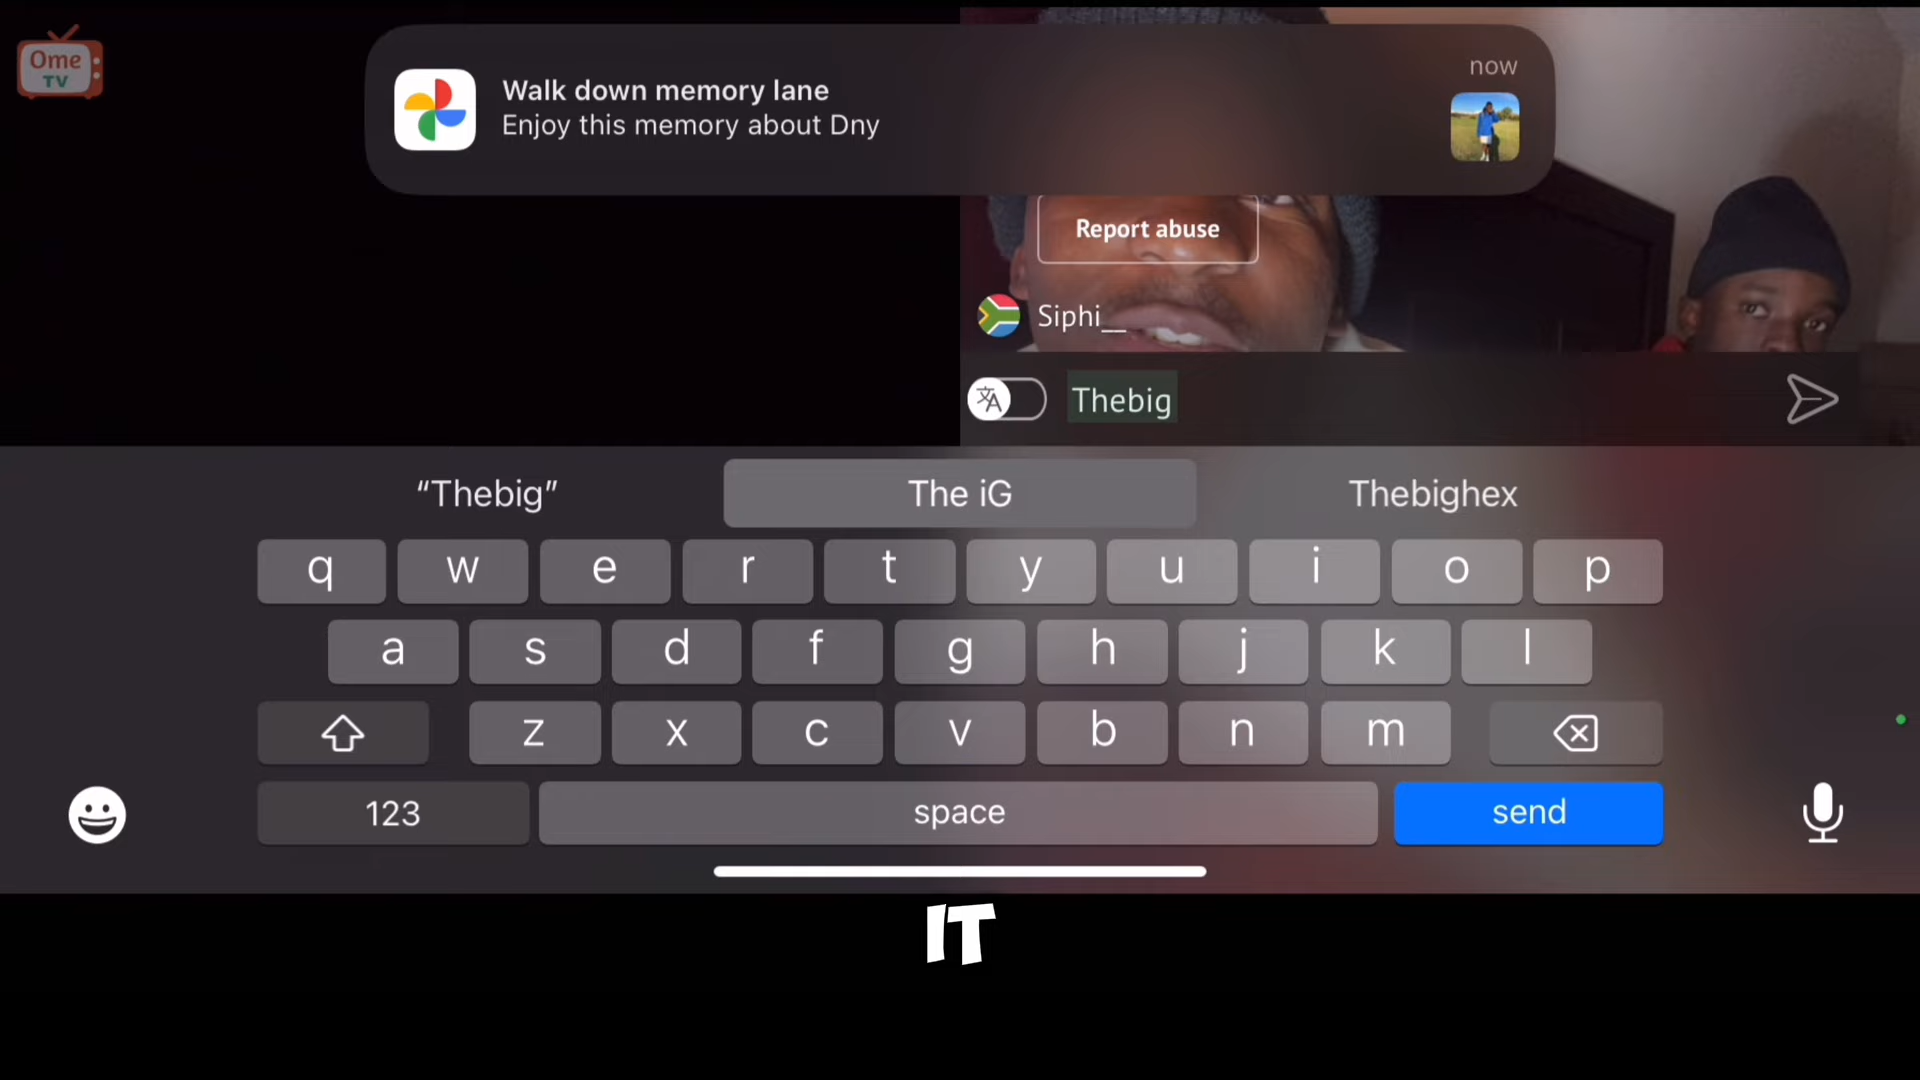 Ome
TV
Walk down memory lane
Enjoy this memory about Dny
now
Report abuse
Siphi__
Thebig
“Thebig”
The iG
Thebighex
q w e r t y u i o p
a s d f g h j k l
z x c v b n m
123
space
send
IT